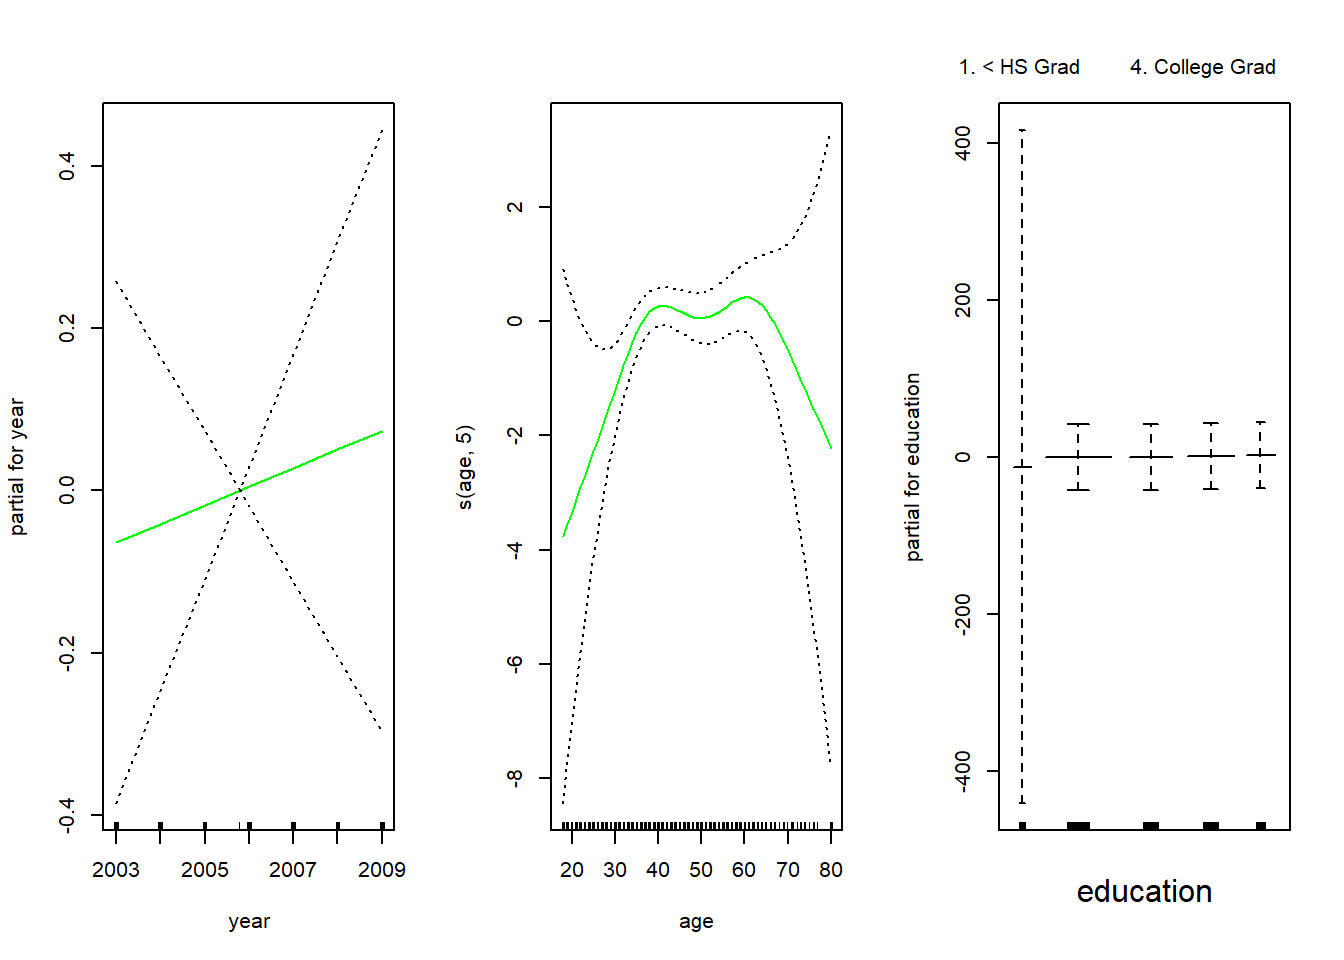 partial for year
0.4
0.2
0.0
-0.2
-0.4
2003 2005 2007 2009
year
s(age, 5)
2
0
-2
-4
-6
-8
20 30 40 50 60 70 80
age
1. < HS Grad 4. College Grad
partial for education
400
200
0
-200
-400
education